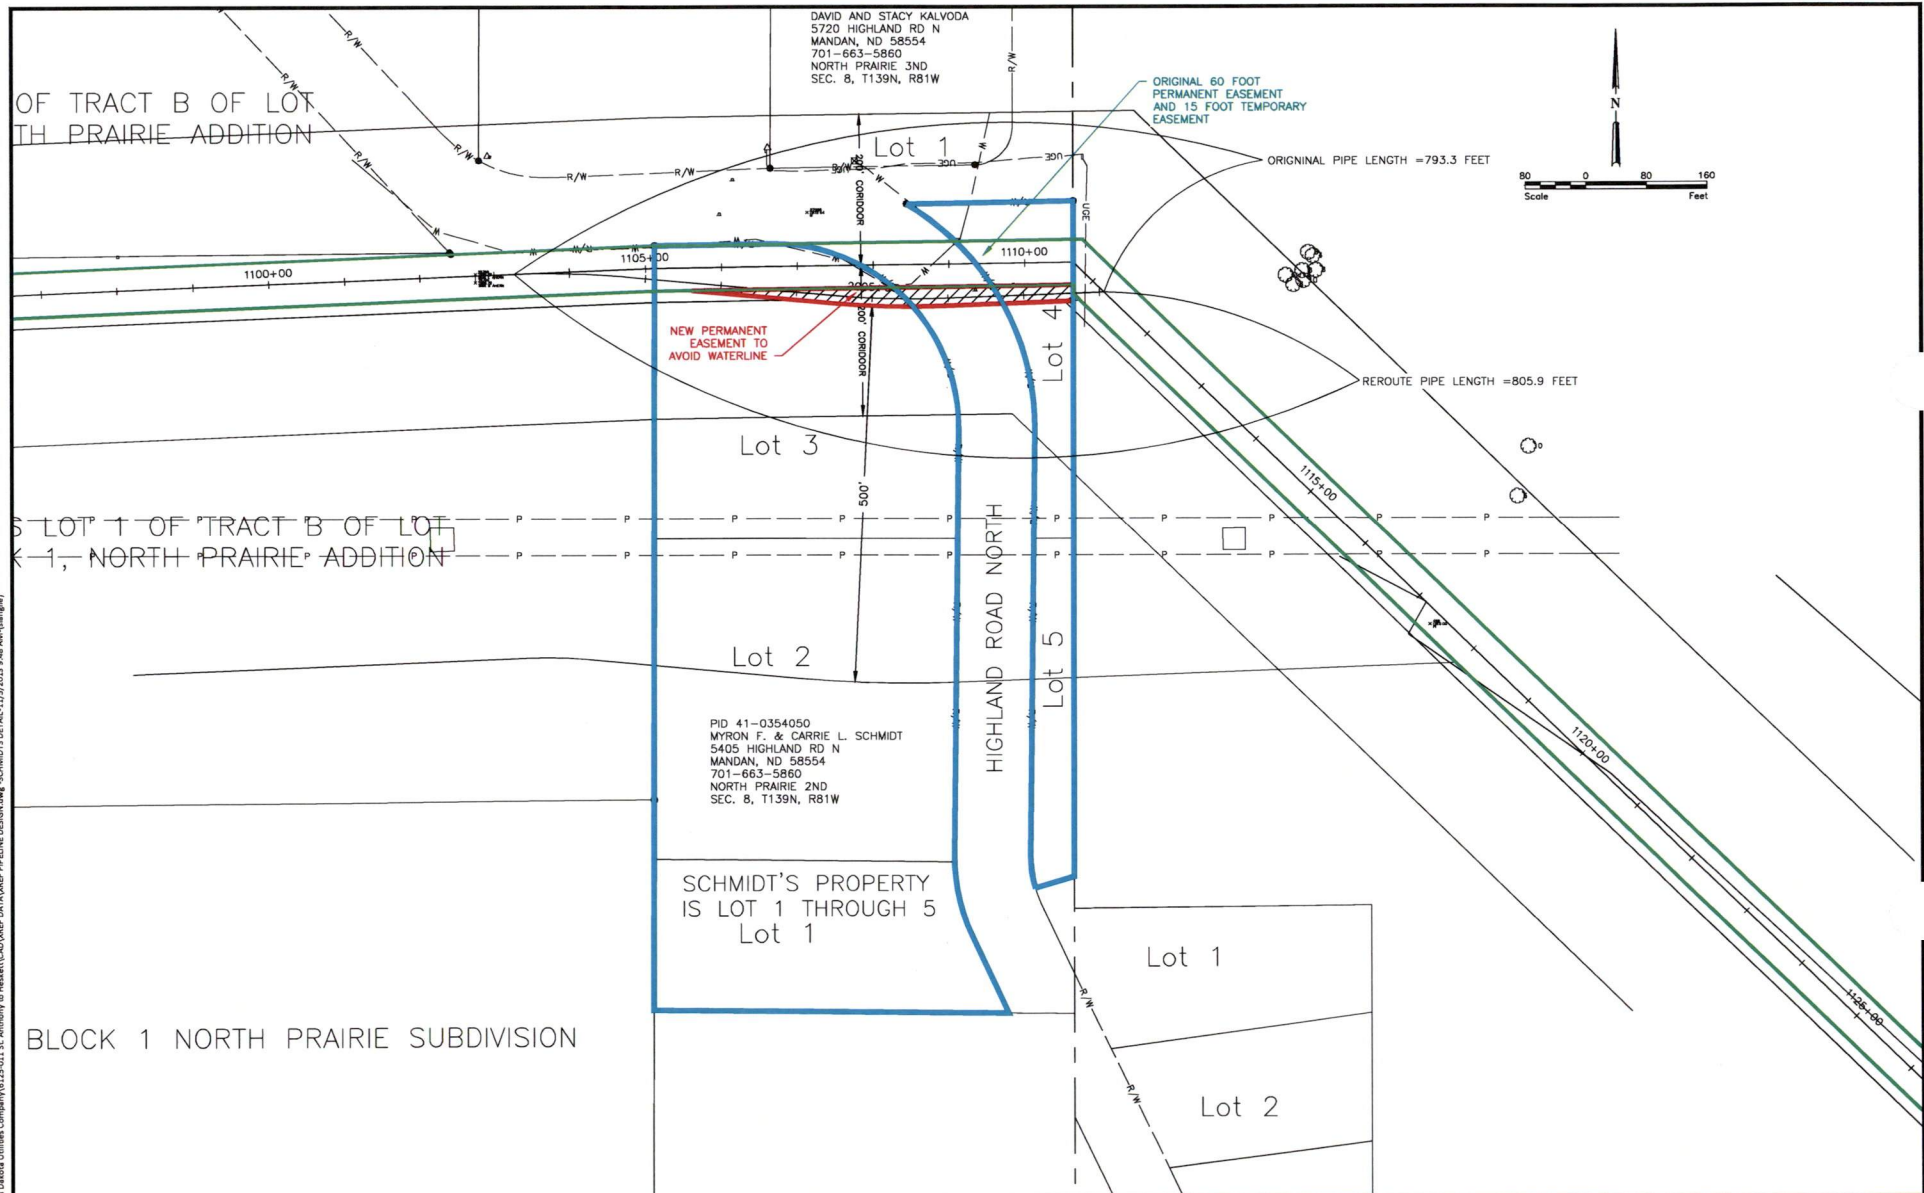 DAVID AND STACY KALVODA
5720 HIGHLAND RD N
MANDAN, ND 58554
701-663-5860
NORTH PRAIRIE 3ND
SEC. 8, T139N, R81W
OF TRACT B OF LOT
TH PRAIRIE ADDITION
R/W
R/W
R/W
R/W
R/W
R/W
R/W
ORIGINAL 60 FOOT
PERMANENT EASEMENT
AND 15 FOOT TEMPORARY
EASEMENT
N
Lot 1
UGE
UGE
UGE
ORIGNINAL PIPE LENGTH =793.3 FEET
80 0 80 160
Scale Feet
200' CORIDOOR
1100+00
1105+00
1110+00
W
W
W
W
W
NEW PERMANENT
EASEMENT TO
AVOID WATERLINE
200' CORIDOOR
Lot 4
REROUTE PIPE LENGTH =805.9 FEET
Lot 3
500'
1115+00
S LOT 1 OF TRACT B OF LOT
K 1, NORTH PRAIRIE ADDITION
P P P P P P P P P P P P P P
P P P P P P P P P P P P P P
HIGHLAND ROAD NORTH
Lot 2
Lot 5
PID 41-0354050
MYRON F. & CARRIE L. SCHMIDT
5405 HIGHLAND RD N
MANDAN, ND 58554
701-663-5860
NORTH PRAIRIE 2ND
SEC. 8, T139N, R81W
1120+00
SCHMIDT'S PROPERTY
IS LOT 1 THROUGH 5
Lot 1
Lot 1
R/W
1125+00
BLOCK 1 NORTH PRAIRIE SUBDIVISION
R/W
Lot 2